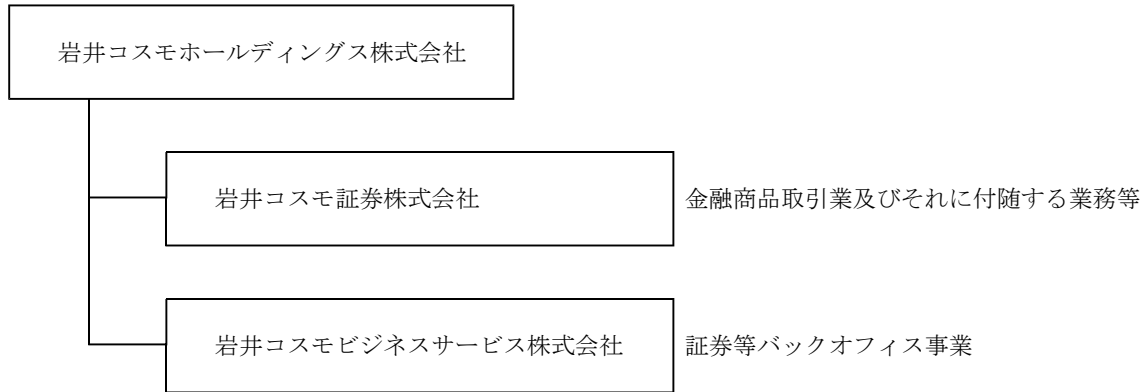 岩井コスモホールディングス株式会社
岩井コスモ証券株式会社
金融商品取引業及びそれに付随する業務等
岩井コスモビジネスサービス株式会社
証券等バックオフィス事業